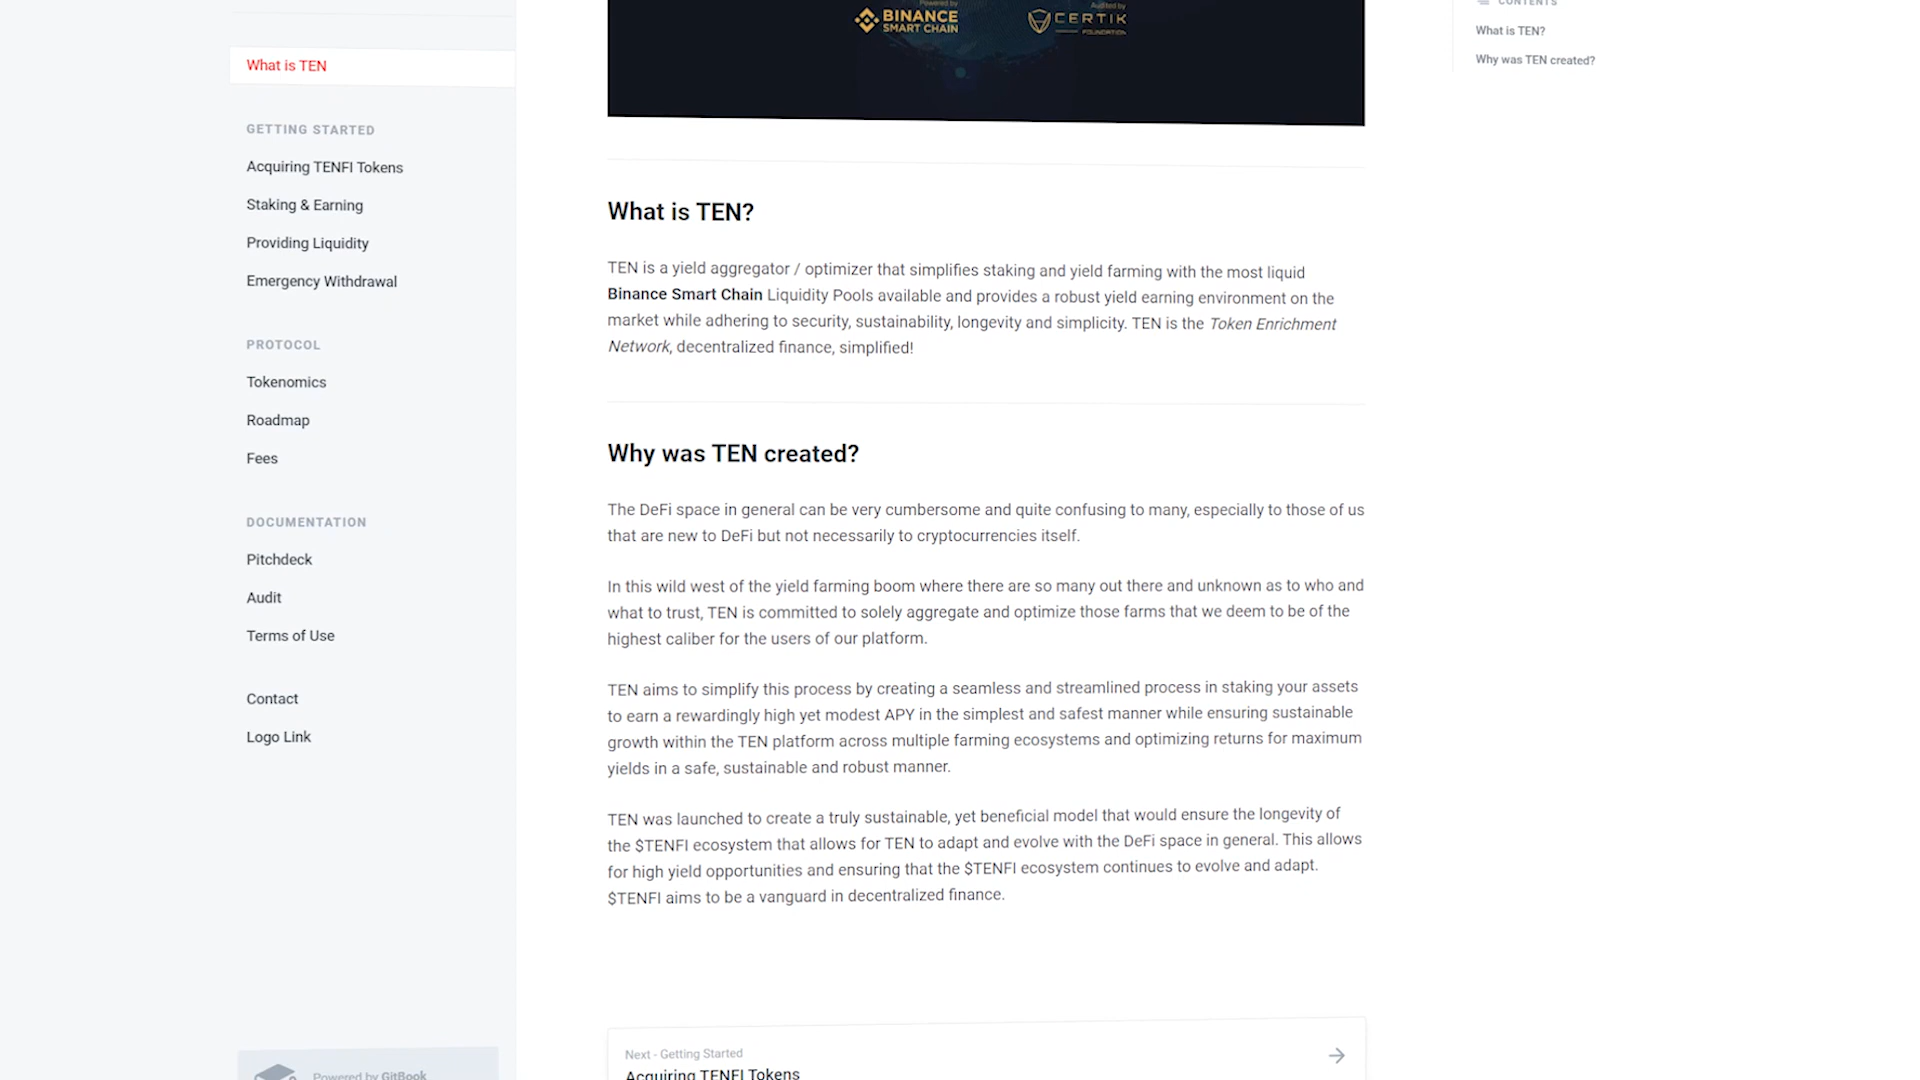 Powered by
BINANCE
SMART CHAIN
Audited by
CERTIK
FOUNDATION
CONTENTS
What is TEN?
Why was TEN created?
What is TEN
GETTING STARTED
Acquiring TENFI Tokens
Staking & Earning
Providing Liquidity
Emergency Withdrawal
PROTOCOL
Tokenomics
Roadmap
Fees
DOCUMENTATION
Pitchdeck
Audit
Terms of Use
Contact
Logo Link
Powered by GitBook
What is TEN?
TEN is a yield aggregator / optimizer that simplifies staking and yield farming with the most liquid
Binance Smart Chain Liquidity Pools available and provides a robust yield earning environment on the
market while adhering to security, sustainability, longevity and simplicity. TEN is the Token Enrichment
Network, decentralized finance, simplified!
Why was TEN created?
The DeFi space in general can be very cumbersome and quite confusing to many, especially to those of us
that are new to DeFi but not necessarily to cryptocurrencies itself.
In this wild west of the yield farming boom where there are so many out there and unknown as to who and
what to trust, TEN is committed to solely aggregate and optimize those farms that we deem to be of the
highest caliber for the users of our platform.
TEN aims to simplify this process by creating a seamless and streamlined process in staking your assets
to earn a rewardingly high yet modest APY in the simplest and safest manner while ensuring sustainable
growth within the TEN platform across multiple farming ecosystems and optimizing returns for maximum
yields in a safe, sustainable and robust manner.
TEN was launched to create a truly sustainable, yet beneficial model that would ensure the longevity of
the $TENFI ecosystem that allows for TEN to adapt and evolve with the DeFi space in general. This allows
for high yield opportunities and ensuring that the $TENFI ecosystem continues to evolve and adapt.
$TENFI aims to be a vanguard in decentralized finance.
Next - Getting Started
Acquiring TENFI Tokens